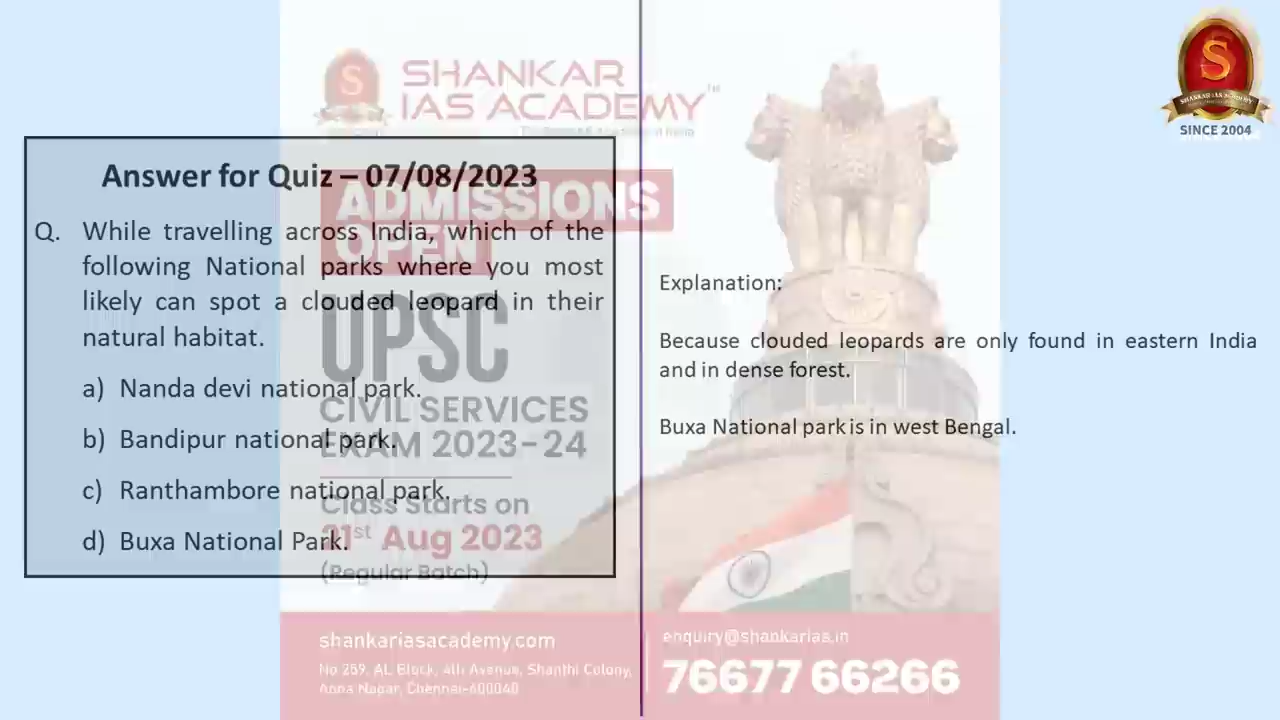 SHANKAR
IAS ACADEMY
TM
S
SHANKAR IAS ACADEMY
SINCE 2004
Answer for Quiz – 07/08/2023
ADMISSIONS
OPEN
Q. While travelling across India, which of the
following National parks where you most
likely can spot a clouded leopard in their
natural habitat.
a) Nanda devi national park.
b) Bandipur national park.
c) Ranthambore national park.
d) Buxa National Park.
UPSC
CIVIL SERVICES
EXAM 2023-24
Class Starts on
21st Aug 2023
(Regular Batch)
Explanation:
Because clouded leopards are only found in eastern India
and in dense forest.
Buxa National park is in west Bengal.
shankariasacademy.com
No 259, AL Block, 4th Avenue, Shanthi Colony,
Anna Nagar, Chennai-600040
enquiry@shankarias.in
76677 66266